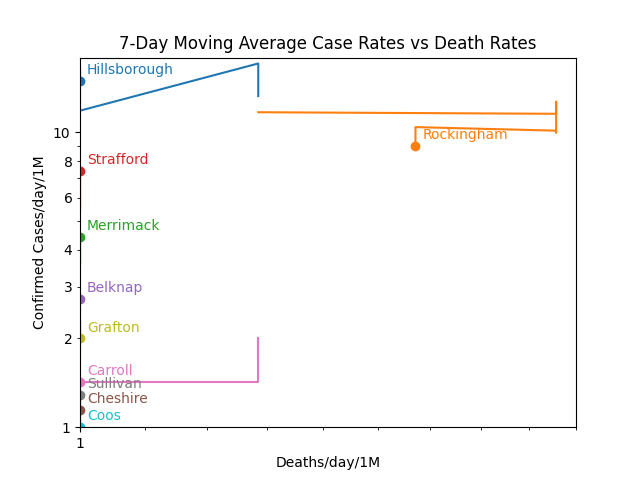 7-Day Moving Average Case Rates vs Death Rates
Hillsborough
Rockingham
Strafford
Merrimack
Belknap
Grafton
Carroll
Sullivan
Cheshire
Coos
10
8
6
4
3
2
1
1
Confirmed Cases/day/1M
Deaths/day/1M